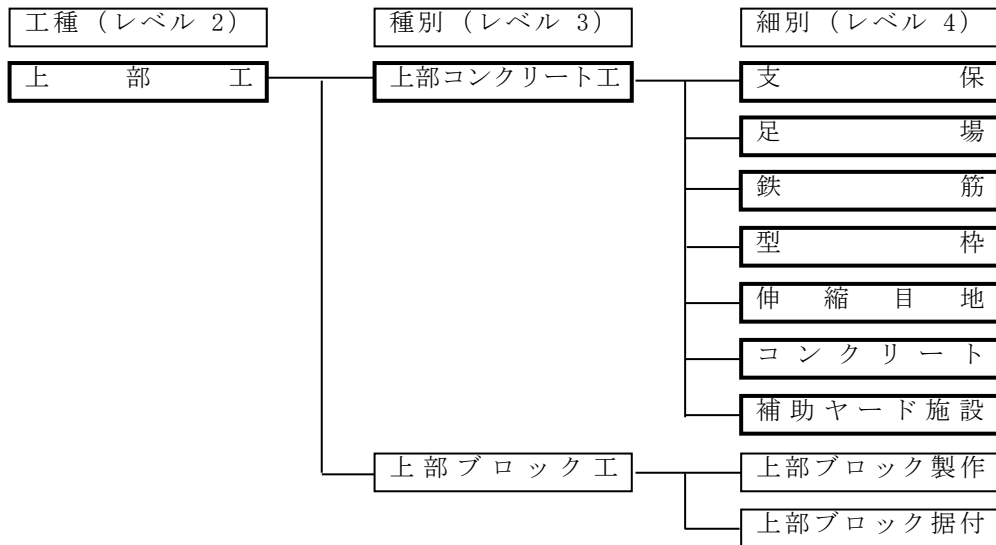 工種（レベル 2）　種別（レベル 3）　細別（レベル 4）
上部工　上部コンクリート工　支保
足場
鉄筋
型枠
伸縮目地
コンクリート
補助ヤード施設
上部ブロック工　上部ブロック製作
上部ブロック据付